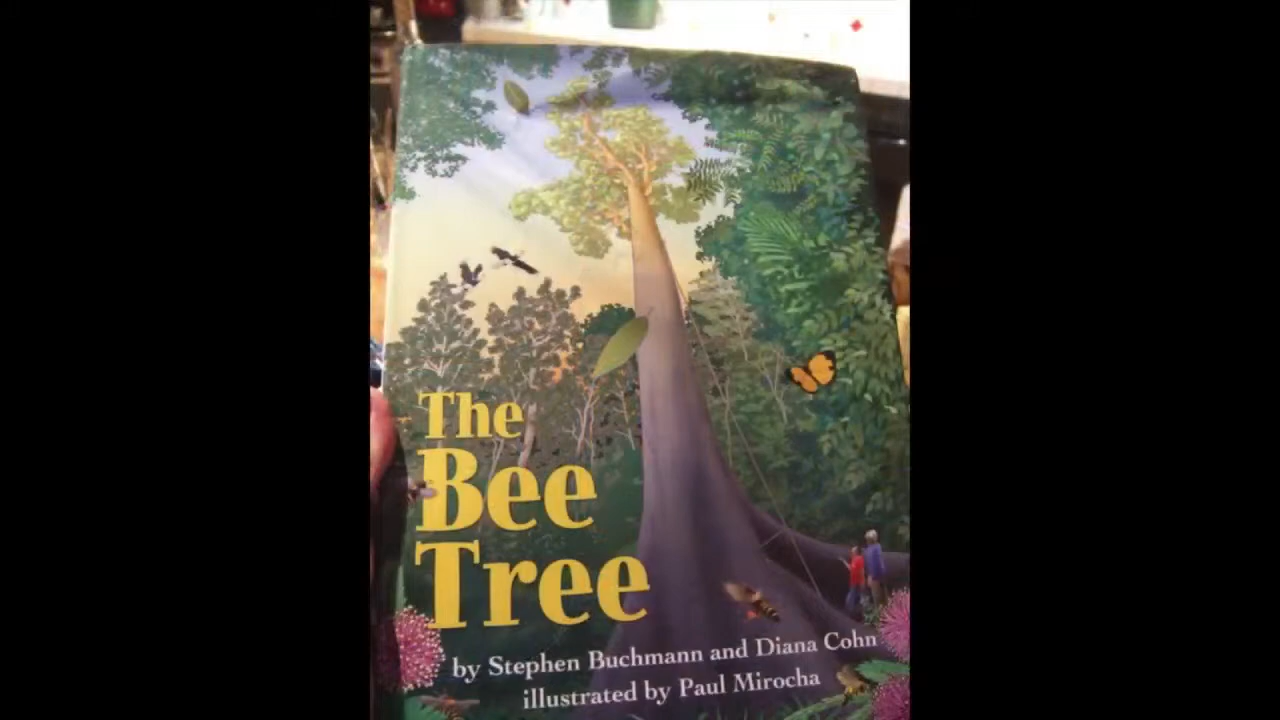 The
Bee
Tree
by Stephen Buchmann and Diana Cohn
illustrated by Paul Mirocha